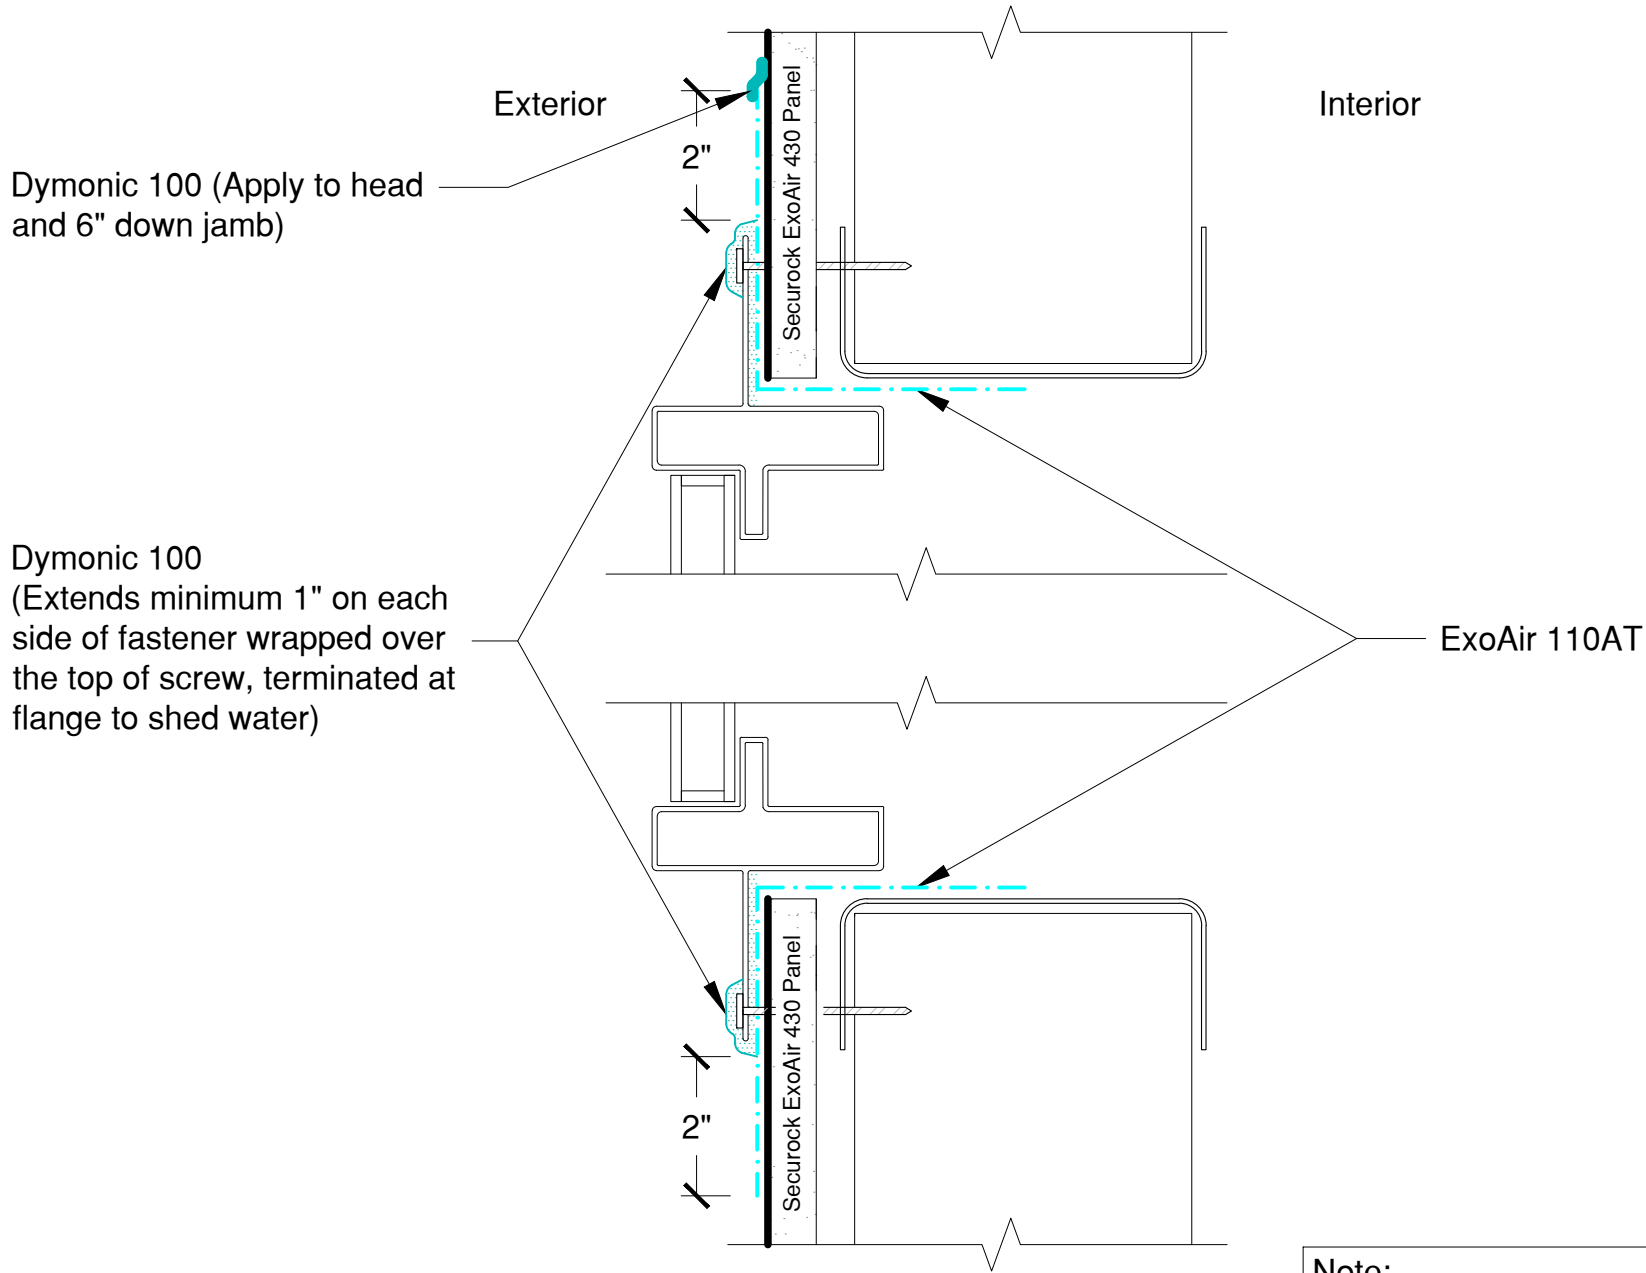 Exterior
Interior
Dymonic 100 (Apply to head
and 6" down jamb)
2"
Securock ExoAir 430 Panel
Dymonic 100
(Extends minimum 1" on each
side of fastener wrapped over
the top of screw, terminated at
flange to shed water)
ExoAir 110AT
2"
Securock ExoAir 430 Panel
Note: